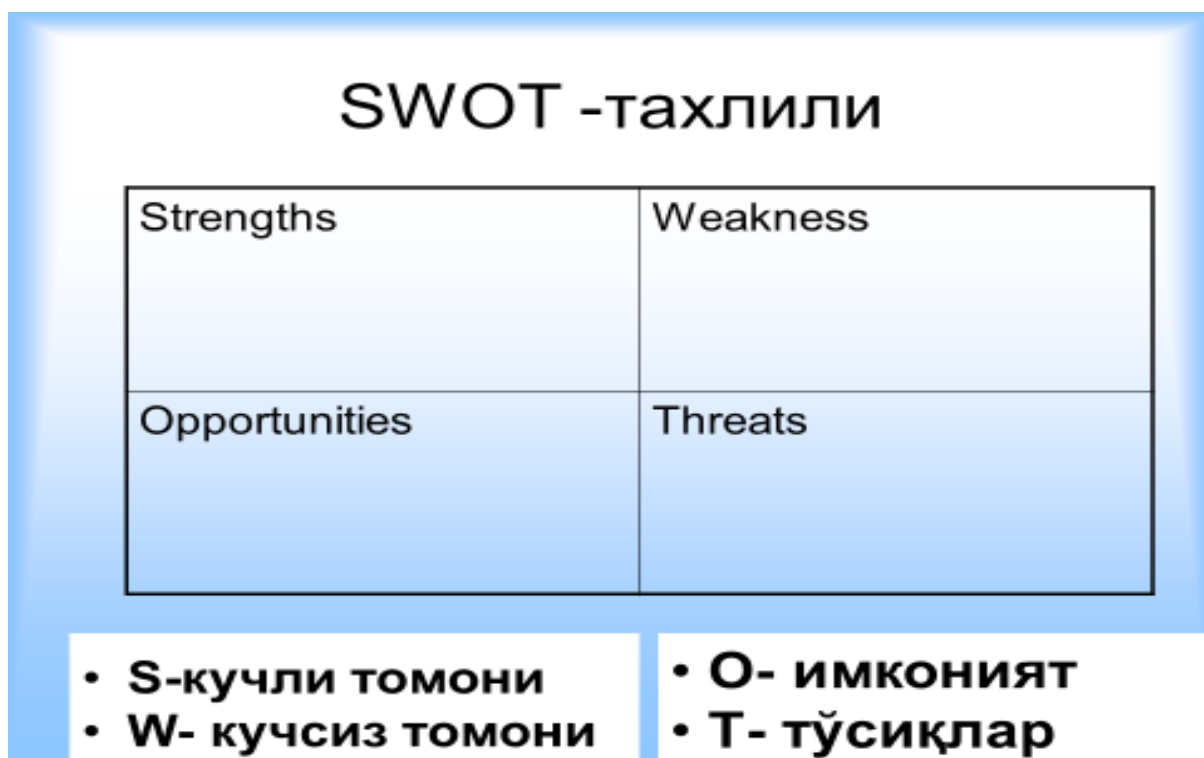 SWOT -тахлили
Strengths
Weakness
Opportunities
Threats
• S-кучли томони
• W- кучсиз томони
• O- имконият
• T- тўсиқлар